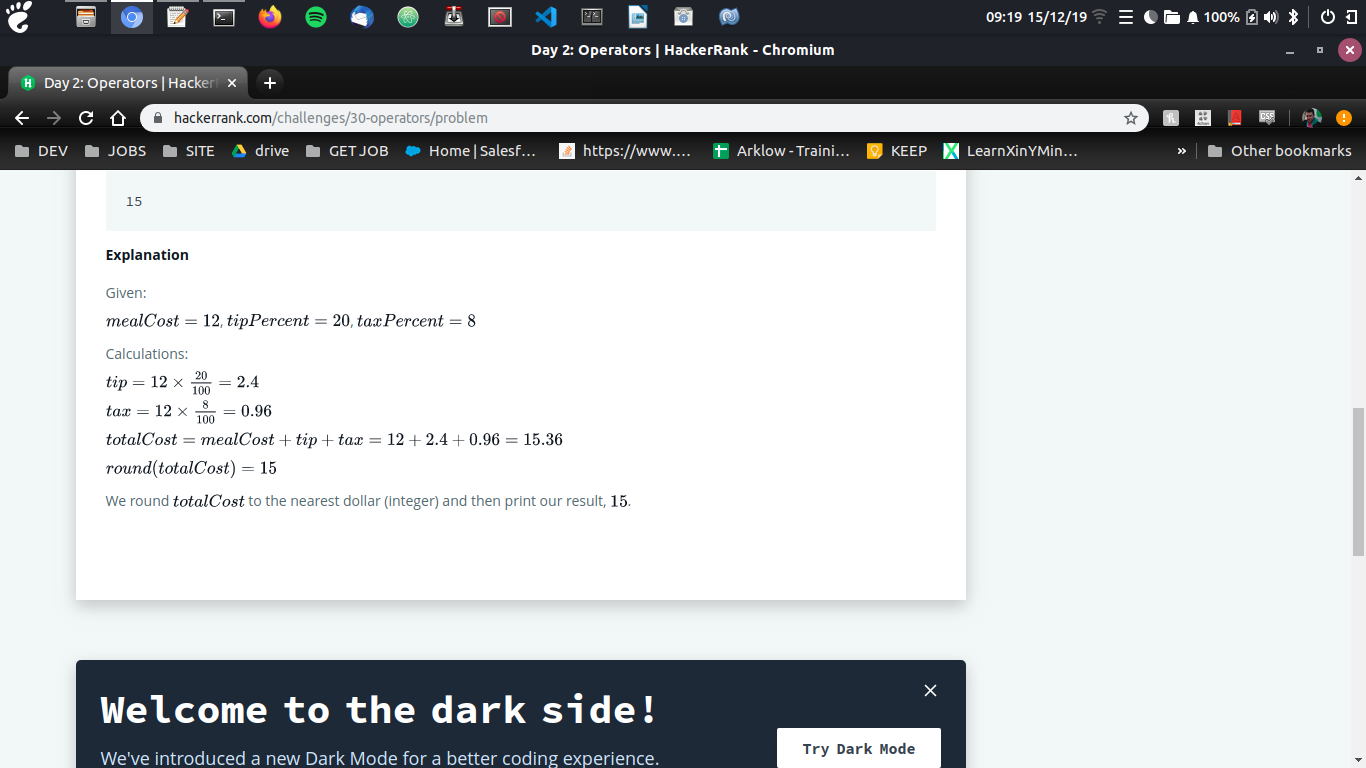 09:19 15/12/19 100%
Day 2: Operators | HackerRank - Chromium
Day 2: Operators | Hacker
hackerrank.com/challenges/30-operators/problem
DEV JOBS SITE drive GET JOB Home | Salesf… https://www.… Arklow - Traini… KEEP LearnXinYMin… » Other bookmarks
15
Explanation
Given:
mealCost = 12, tipPercent = 20, taxPercent = 8
Calculations:
tip = 12 × 20/100 = 2.4
tax = 12 × 8/100 = 0.96
totalCost = mealCost + tip + tax = 12 + 2.4 + 0.96 = 15.36
round(totalCost) = 15
We round totalCost to the nearest dollar (integer) and then print our result, 15.
Welcome to the dark side!
We've introduced a new Dark Mode for a better coding experience.
Try Dark Mode